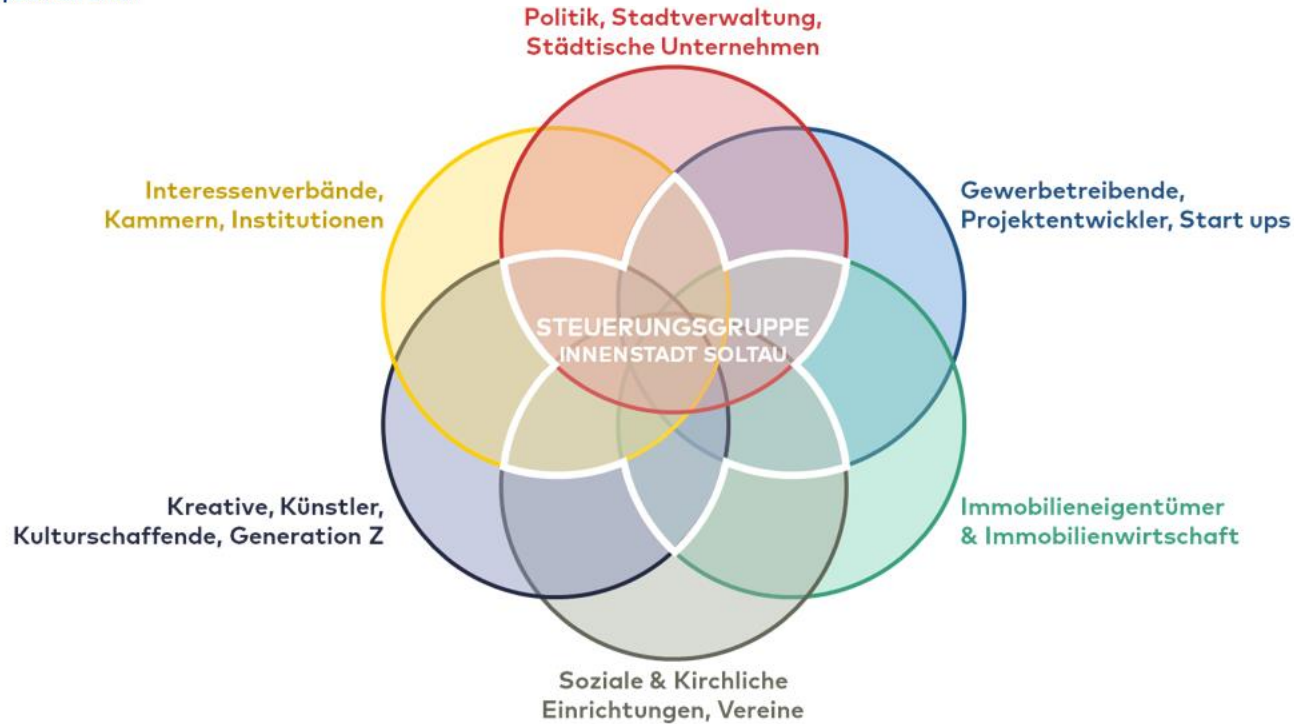 Politik, Stadtverwaltung,
Städtische Unternehmen
Interessenverbände,
Kammern, Institutionen
Gewerbetreibende,
Projektentwickler, Start ups
STEUERUNGSGRUPPE
INNENSTADT SOLTAU
Kreative, Künstler,
Kulturschaffende, Generation Z
Immobilieneigentümer
& Immobilienwirtschaft
Soziale & Kirchliche
Einrichtungen, Vereine